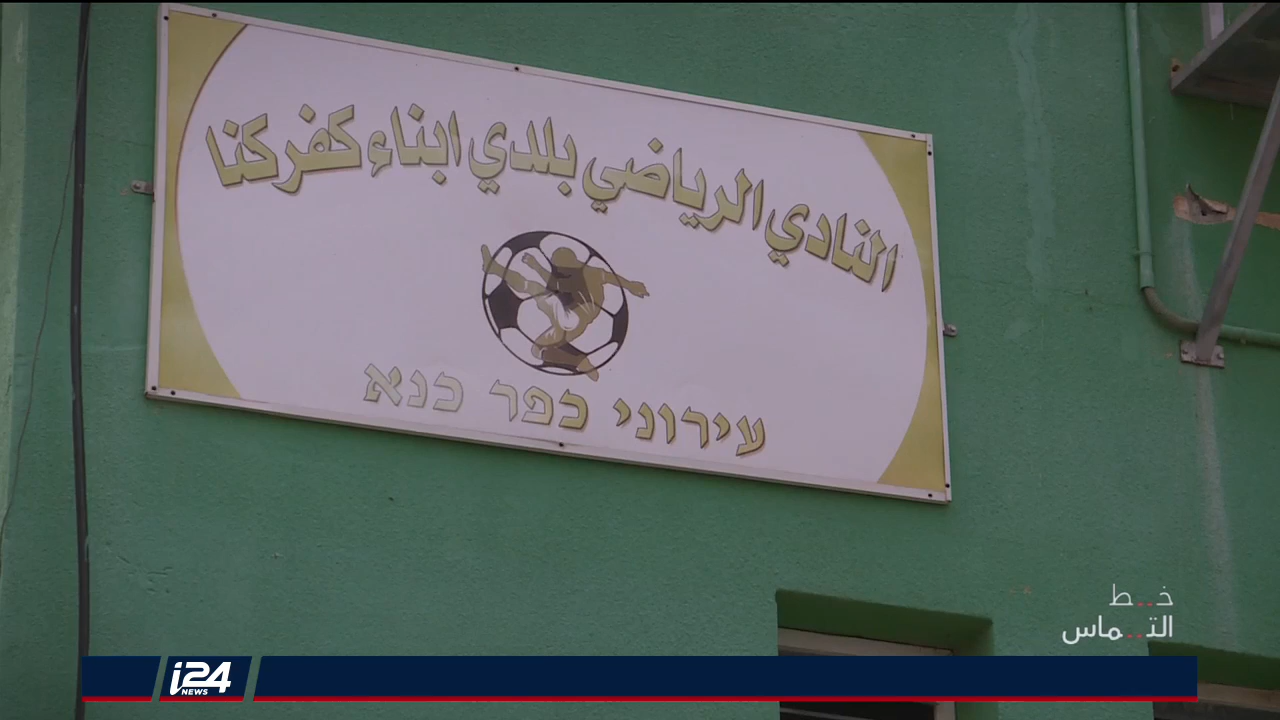 النادي الرياضي بلدي ابناء كفركنا
עירוני כפר כנא
خط
التماس
i24
NEWS